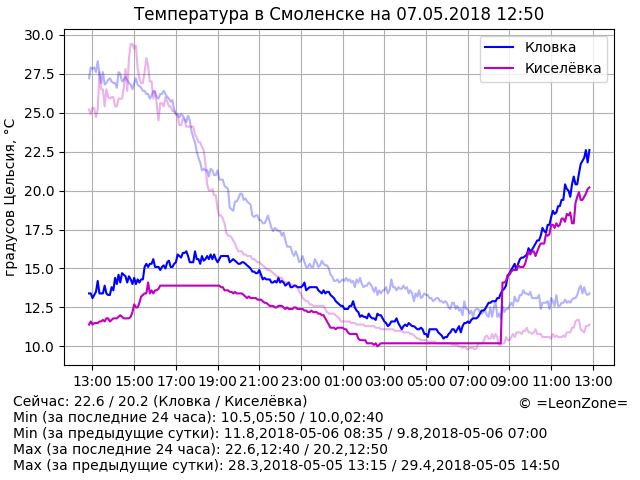 Температура в Смоленске на 07.05.2018 12:50
градусов Цельсия, °C
30.0
27.5
25.0
22.5
20.0
17.5
15.0
12.5
10.0
Кловка
Киселёвка
13:00 15:00 17:00 19:00 21:00 23:00 01:00 03:00 05:00 07:00 09:00 11:00 13:00
Сейчас: 22.6 / 20.2 (Кловка / Киселёвка)
© =LeonZone=
Min (за последние 24 часа): 10.5,05:50 / 10.0,02:40
Min (за предыдущие сутки): 11.8,2018-05-06 08:35 / 9.8,2018-05-06 07:00
Max (за последние 24 часа): 22.6,12:40 / 20.2,12:50
Max (за предыдущие сутки): 28.3,2018-05-05 13:15 / 29.4,2018-05-05 14:50